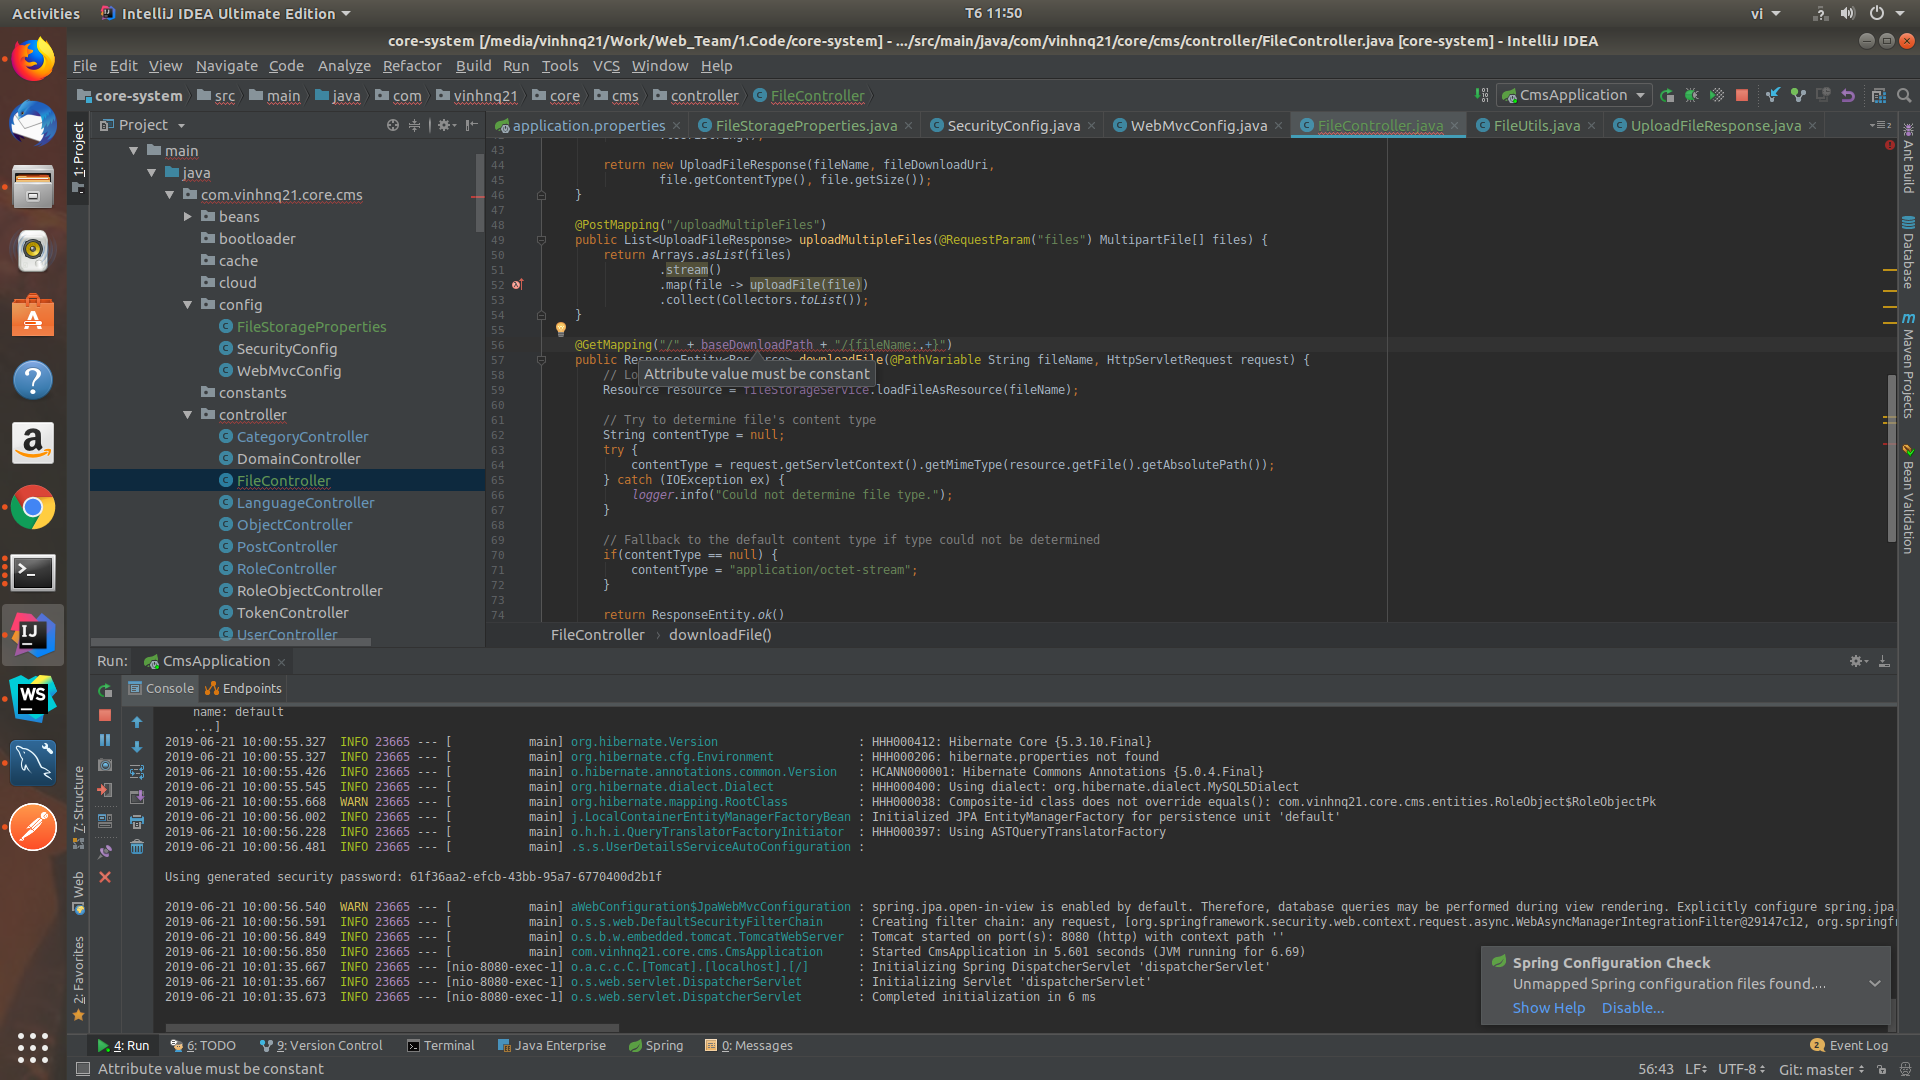 Activities
IntelliJ IDEA Ultimate Edition
T6 11:50
vi
core-system [/media/vinhnq21/Work/Web_Team/1.Code/core-system] - .../src/main/java/com/vinhnq21/core/cms/controller/FileController.java [core-system] - IntelliJ IDEA
File Edit View Navigate Code Analyze Refactor Build Run Tools VCS Window Help
core-system src main java com vinhnq21 core cms controller FileController
CmsApplication
1: Project
Project
application.properties FileStorageProperties.java SecurityConfig.java WebMvcConfig.java FileController.java FileUtils.java UploadFileResponse.java
main
java
com.vinhnq21.core.cms
beans
bootloader
cache
cloud
config
FileStorageProperties
SecurityConfig
WebMvcConfig
constants
controller
CategoryController
DomainController
FileController
LanguageController
ObjectController
PostController
RoleController
RoleObjectController
TokenController
UserController
43
44 return new UploadFileResponse(fileName, fileDownloadUri,
45 file.getContentType(), file.getSize());
46 }
47
48 @PostMapping("/uploadMultipleFiles")
49 public List<UploadFileResponse> uploadMultipleFiles(@RequestParam("files") MultipartFile[] files) {
50 return Arrays.asList(files)
51 .stream()
52 .map(file -> uploadFile(file))
53 .collect(Collectors.toList());
54 }
55
56 @GetMapping("/" + baseDownloadPath + "/{fileName:.+}")
57 public ResponseEntity<Resource> downloadFile(@PathVariable String fileName, HttpServletRequest request) {
58 // Lo
Attribute value must be constant
59 Resource resource = fileStorageService.loadFileAsResource(fileName);
60
61 // Try to determine file's content type
62 String contentType = null;
63 try {
64 contentType = request.getServletContext().getMimeType(resource.getFile().getAbsolutePath());
65 } catch (IOException ex) {
66 logger.info("Could not determine file type.");
67 }
68
69 // Fallback to the default content type if type could not be determined
70 if(contentType == null) {
71 contentType = "application/octet-stream";
72 }
73
74 return ResponseEntity.ok()
FileController › downloadFile()
Ant Build
Database
Maven Projects
Bean Validation
Run: CmsApplication
Console Endpoints
name: default
...]
2019-06-21 10:00:55.327 INFO 23665 --- [ main] org.hibernate.Version : HHH000412: Hibernate Core {5.3.10.Final}
2019-06-21 10:00:55.327 INFO 23665 --- [ main] org.hibernate.cfg.Environment : HHH000206: hibernate.properties not found
2019-06-21 10:00:55.426 INFO 23665 --- [ main] o.hibernate.annotations.common.Version : HCANN000001: Hibernate Commons Annotations {5.0.4.Final}
2019-06-21 10:00:55.545 INFO 23665 --- [ main] org.hibernate.dialect.Dialect : HHH000400: Using dialect: org.hibernate.dialect.MySQL5Dialect
2019-06-21 10:00:55.668 WARN 23665 --- [ main] org.hibernate.mapping.RootClass : HHH000038: Composite-id class does not override equals(): com.vinhnq21.core.cms.entities.RoleObject$RoleObjectPk
2019-06-21 10:00:56.002 INFO 23665 --- [ main] j.LocalContainerEntityManagerFactoryBean : Initialized JPA EntityManagerFactory for persistence unit 'default'
2019-06-21 10:00:56.228 INFO 23665 --- [ main] o.h.h.i.QueryTranslatorFactoryInitiator : HHH000397: Using ASTQueryTranslatorFactory
2019-06-21 10:00:56.481 INFO 23665 --- [ main] .s.s.UserDetailsServiceAutoConfiguration :
Using generated security password: 61f36aa2-efcb-43bb-95a7-6770400d2b1f
2019-06-21 10:00:56.540 WARN 23665 --- [ main] aWebConfiguration$JpaWebMvcConfiguration : spring.jpa.open-in-view is enabled by default. Therefore, database queries may be performed during view rendering. Explicitly configure spring.jpa
2019-06-21 10:00:56.591 INFO 23665 --- [ main] o.s.s.web.DefaultSecurityFilterChain : Creating filter chain: any request, [org.springframework.security.web.context.request.async.WebAsyncManagerIntegrationFilter@29147c12, org.springfr
2019-06-21 10:00:56.849 INFO 23665 --- [ main] o.s.b.w.embedded.tomcat.TomcatWebServer : Tomcat started on port(s): 8080 (http) with context path ''
2019-06-21 10:00:56.850 INFO 23665 --- [ main] com.vinhnq21.core.cms.CmsApplication : Started CmsApplication in 5.601 seconds (JVM running for 6.69)
2019-06-21 10:01:35.667 INFO 23665 --- [nio-8080-exec-1] o.a.c.c.C.[Tomcat].[localhost].[/] : Initializing Spring DispatcherServlet 'dispatcherServlet'
2019-06-21 10:01:35.667 INFO 23665 --- [nio-8080-exec-1] o.s.web.servlet.DispatcherServlet : Initializing Servlet 'dispatcherServlet'
2019-06-21 10:01:35.673 INFO 23665 --- [nio-8080-exec-1] o.s.web.servlet.DispatcherServlet : Completed initialization in 6 ms
7: Structure
Web
2: Favorites
Spring Configuration Check
Unmapped Spring configuration files found....
Show Help Disable...
4: Run 6: TODO 9: Version Control Terminal Java Enterprise Spring 0: Messages
2 Event Log
Attribute value must be constant
56:43 LF UTF-8 Git: master